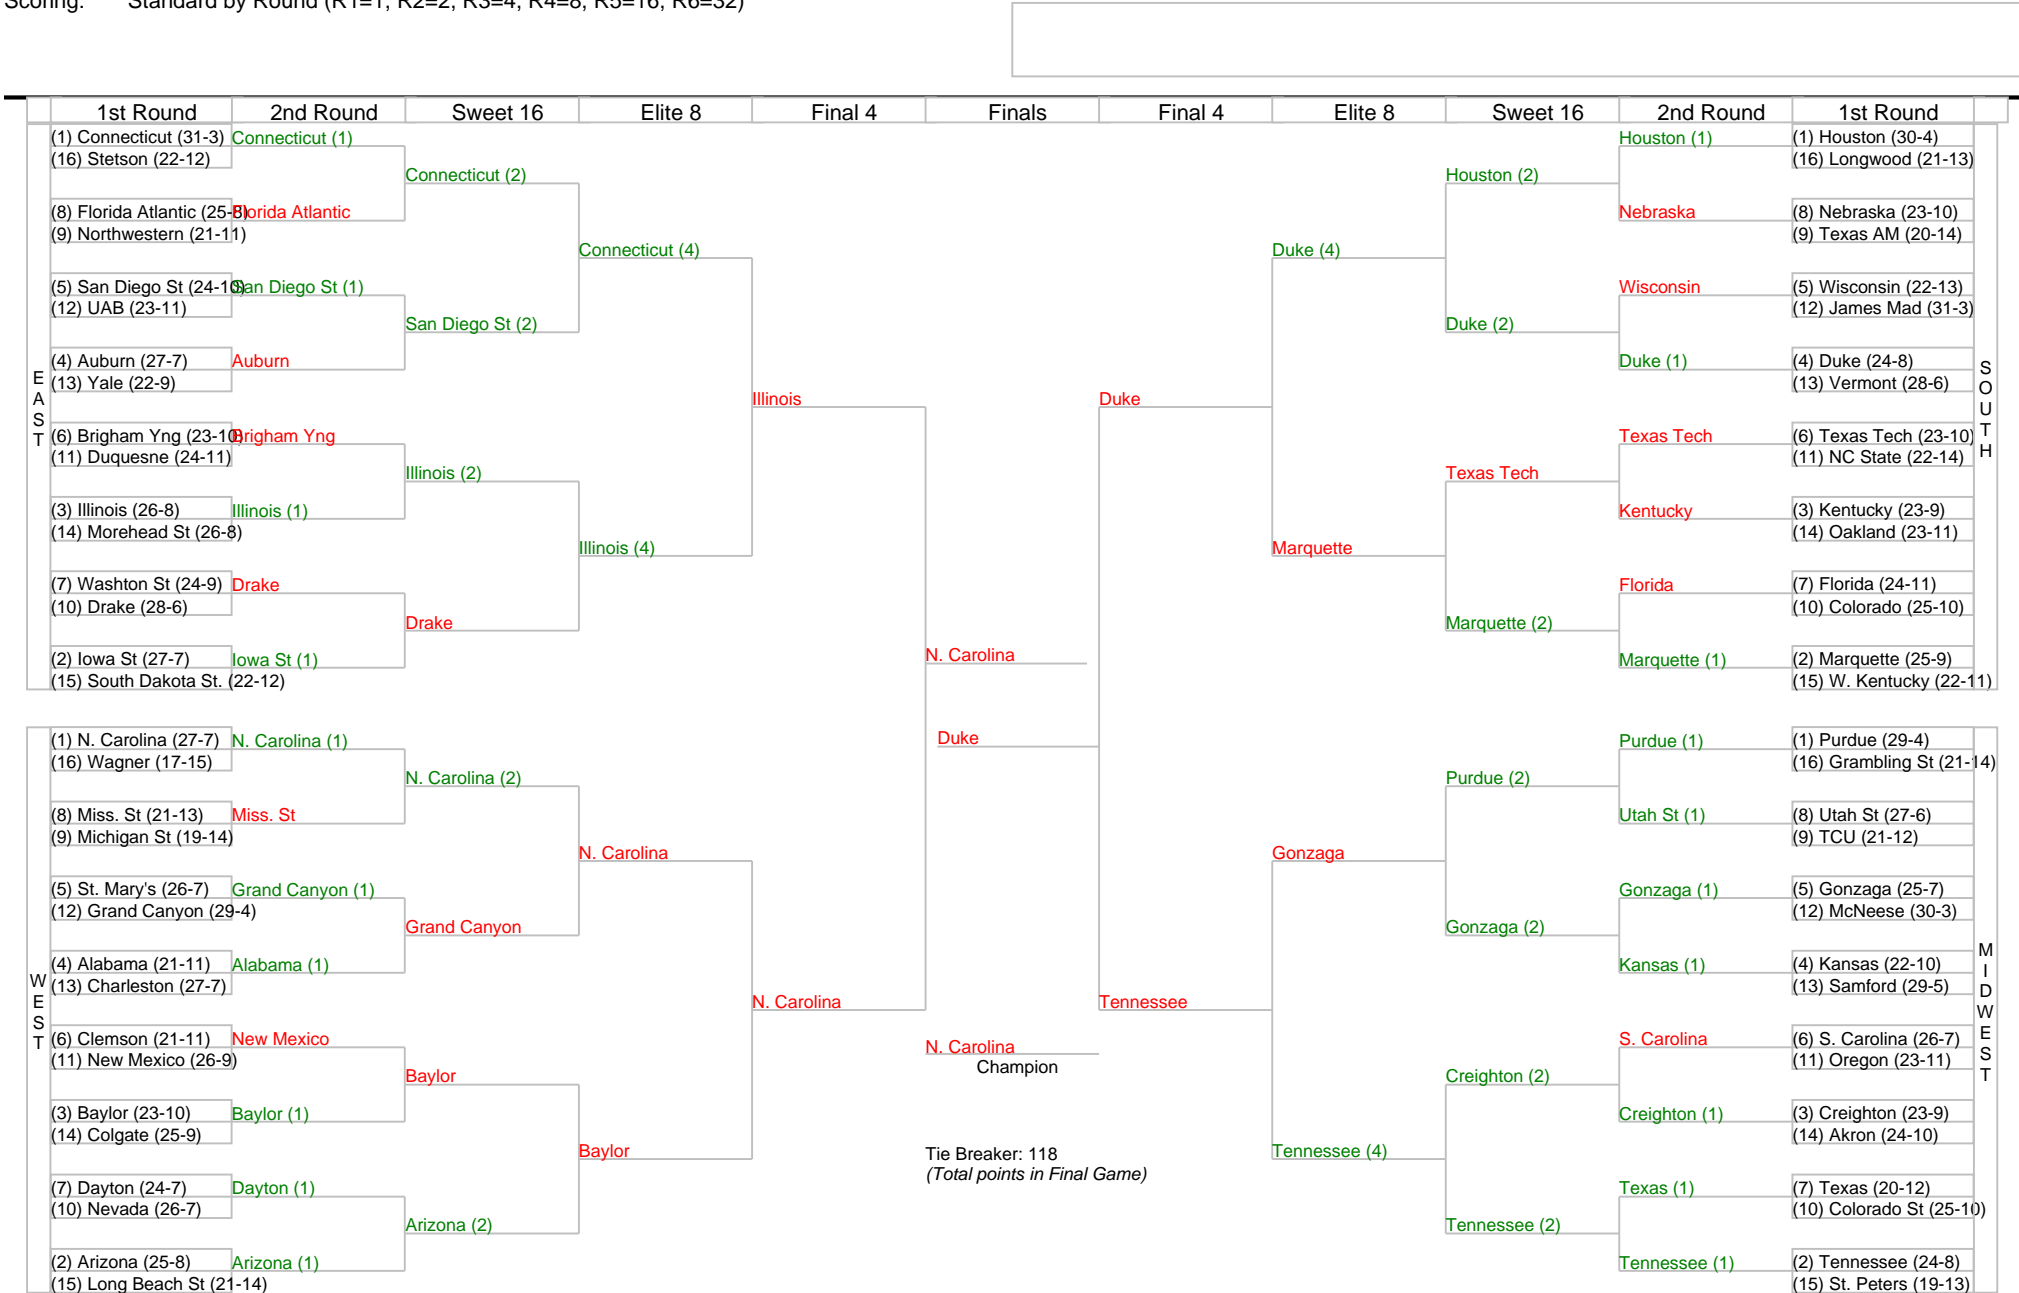 Scoring: Standard by Round (R1=1, R2=2, R3=4, R4=8, R5=16, R6=32)
1st Round 2nd Round Sweet 16 Elite 8 Final 4 Finals Final 4 Elite 8 Sweet 16 2nd Round 1st Round
EAST
(1) Connecticut (31-3)
(16) Stetson (22-12)
(8) Florida Atlantic (25-8)
(9) Northwestern (21-11)
(5) San Diego St (24-10)
(12) UAB (23-11)
(4) Auburn (27-7)
(13) Yale (22-9)
(6) Brigham Yng (23-10)
(11) Duquesne (24-11)
(3) Illinois (26-8)
(14) Morehead St (26-8)
(7) Washton St (24-9)
(10) Drake (28-6)
(2) Iowa St (27-7)
(15) South Dakota St. (22-12)
Connecticut (1)
Florida Atlantic
San Diego St (1)
Auburn
Brigham Yng
Illinois (1)
Drake
Iowa St (1)
Connecticut (2)
San Diego St (2)
Illinois (2)
Drake
Connecticut (4)
Illinois (4)
Illinois
WEST
(1) N. Carolina (27-7)
(16) Wagner (17-15)
(8) Miss. St (21-13)
(9) Michigan St (19-14)
(5) St. Mary's (26-7)
(12) Grand Canyon (29-4)
(4) Alabama (21-11)
(13) Charleston (27-7)
(6) Clemson (21-11)
(11) New Mexico (26-9)
(3) Baylor (23-10)
(14) Colgate (25-9)
(7) Dayton (24-7)
(10) Nevada (26-7)
(2) Arizona (25-8)
(15) Long Beach St (21-14)
N. Carolina (1)
Miss. St
Grand Canyon (1)
Alabama (1)
New Mexico
Baylor (1)
Dayton (1)
Arizona (1)
N. Carolina (2)
Grand Canyon
Baylor
Arizona (2)
N. Carolina
Baylor
N. Carolina
N. Carolina
Duke
N. Carolina
Champion
Tie Breaker: 118
(Total points in Final Game)
Duke
Tennessee
Duke (4)
Marquette
Houston (2)
Duke (2)
Texas Tech
Marquette (2)
Houston (1)
Nebraska
Wisconsin
Duke (1)
Texas Tech
Kentucky
Florida
Marquette (1)
(1) Houston (30-4)
(16) Longwood (21-13)
(8) Nebraska (23-10)
(9) Texas AM (20-14)
(5) Wisconsin (22-13)
(12) James Mad (31-3)
(4) Duke (24-8)
(13) Vermont (28-6)
(6) Texas Tech (23-10)
(11) NC State (22-14)
(3) Kentucky (23-9)
(14) Oakland (23-11)
(7) Florida (24-11)
(10) Colorado (25-10)
(2) Marquette (25-9)
(15) W. Kentucky (22-11)
SOUTH
Gonzaga
Tennessee (4)
Purdue (2)
Gonzaga (2)
Creighton (2)
Tennessee (2)
Purdue (1)
Utah St (1)
Gonzaga (1)
Kansas (1)
S. Carolina
Creighton (1)
Texas (1)
Tennessee (1)
(1) Purdue (29-4)
(16) Grambling St (21-14)
(8) Utah St (27-6)
(9) TCU (21-12)
(5) Gonzaga (25-7)
(12) McNeese (30-3)
(4) Kansas (22-10)
(13) Samford (29-5)
(6) S. Carolina (26-7)
(11) Oregon (23-11)
(3) Creighton (23-9)
(14) Akron (24-10)
(7) Texas (20-12)
(10) Colorado St (25-10)
(2) Tennessee (24-8)
(15) St. Peters (19-13)
MIDWEST